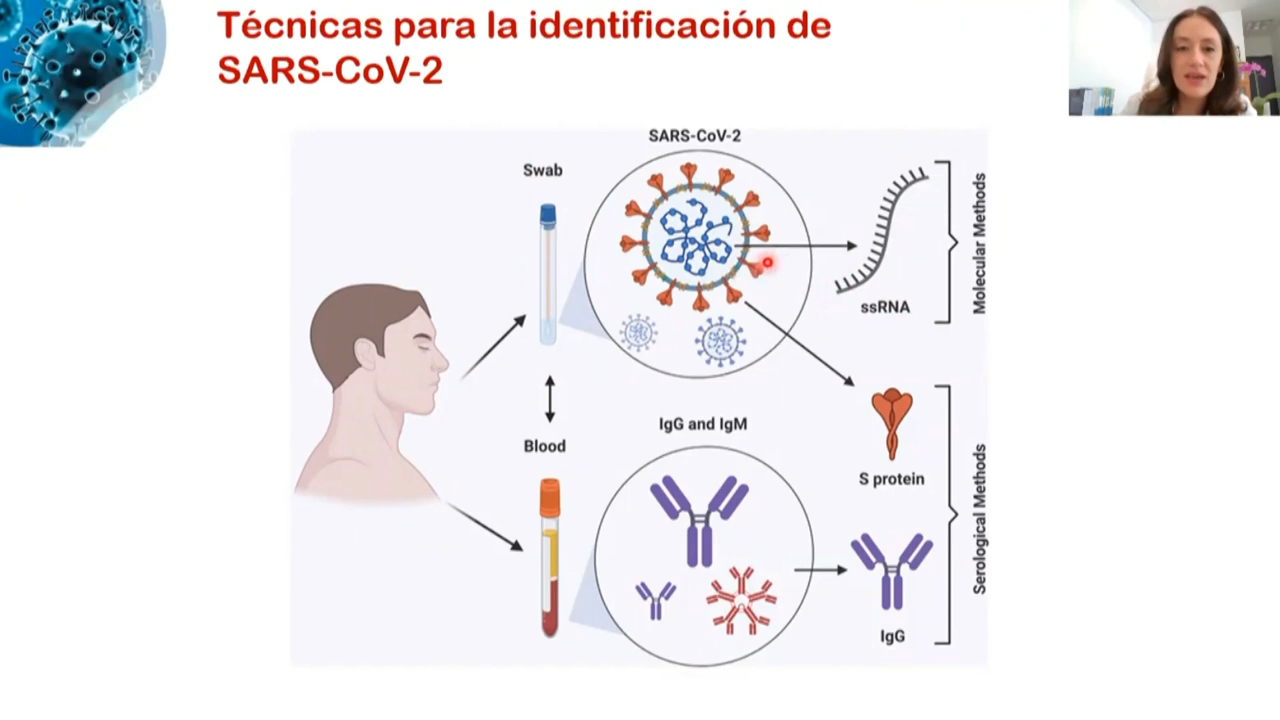 Técnicas para la identificación de
SARS-CoV-2
SARS-CoV-2
Swab
ssRNA
Molecular Methods
Blood
IgG and IgM
S protein
IgG
Serological Methods